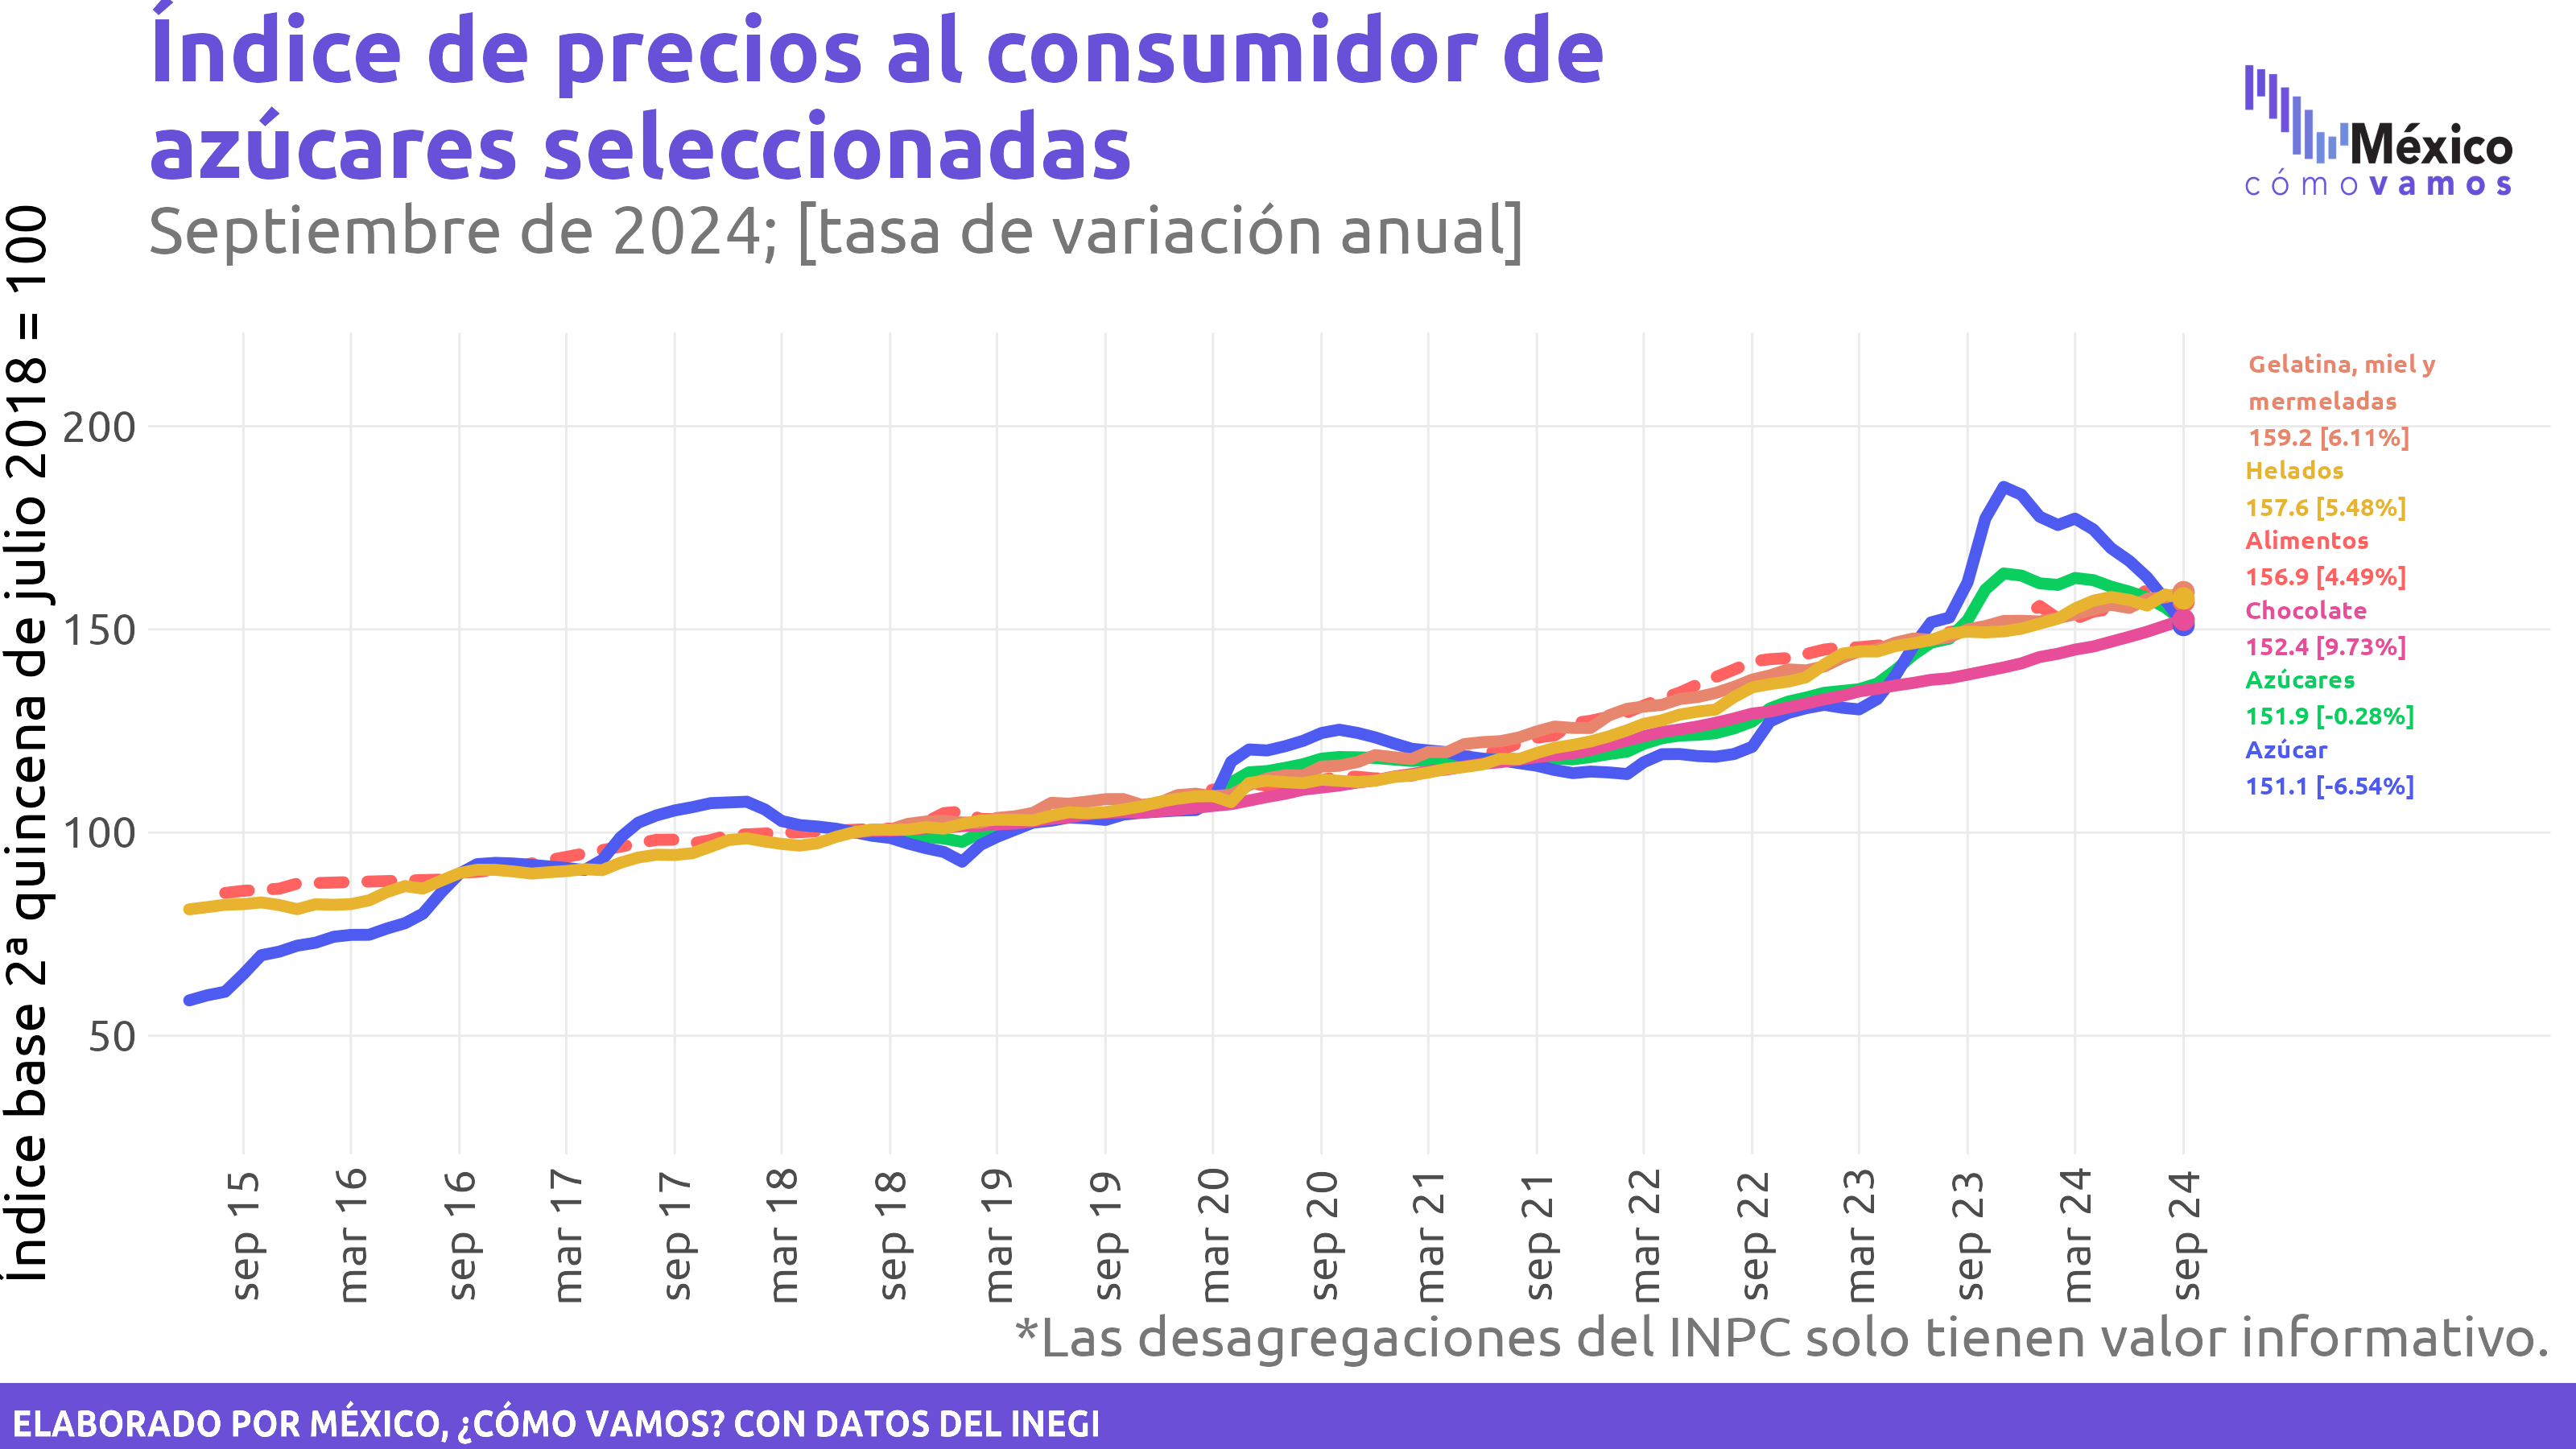 Índice de precios al consumidor de
azúcares seleccionadas
Septiembre de 2024; [tasa de variación anual]
México
cómovamos
Índice base 2ª quincena de julio 2018 = 100
200
150
100
50
Gelatina, miel y
mermeladas
159.2 [6.11%]
Helados
157.6 [5.48%]
Alimentos
156.9 [4.49%]
Chocolate
152.4 [9.73%]
Azúcares
151.9 [-0.28%]
Azúcar
151.1 [-6.54%]
sep 15
mar 16
sep 16
mar 17
sep 17
mar 18
sep 18
mar 19
sep 19
mar 20
sep 20
mar 21
sep 21
mar 22
sep 22
mar 23
sep 23
mar 24
sep 24
*Las desagregaciones del INPC solo tienen valor informativo.
ELABORADO POR MÉXICO, ¿CÓMO VAMOS? CON DATOS DEL INEGI